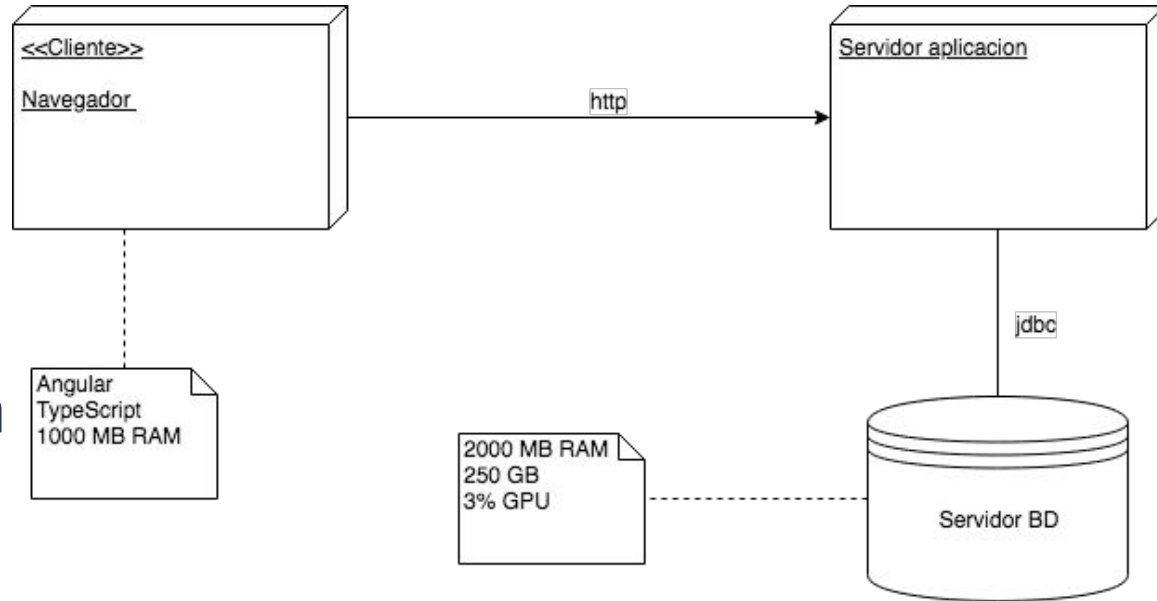 <<Cliente>>
Navegador
http
Servidor aplicacion
jdbc
Angular
TypeScript
1000 MB RAM
2000 MB RAM
250 GB
3% GPU
Servidor BD